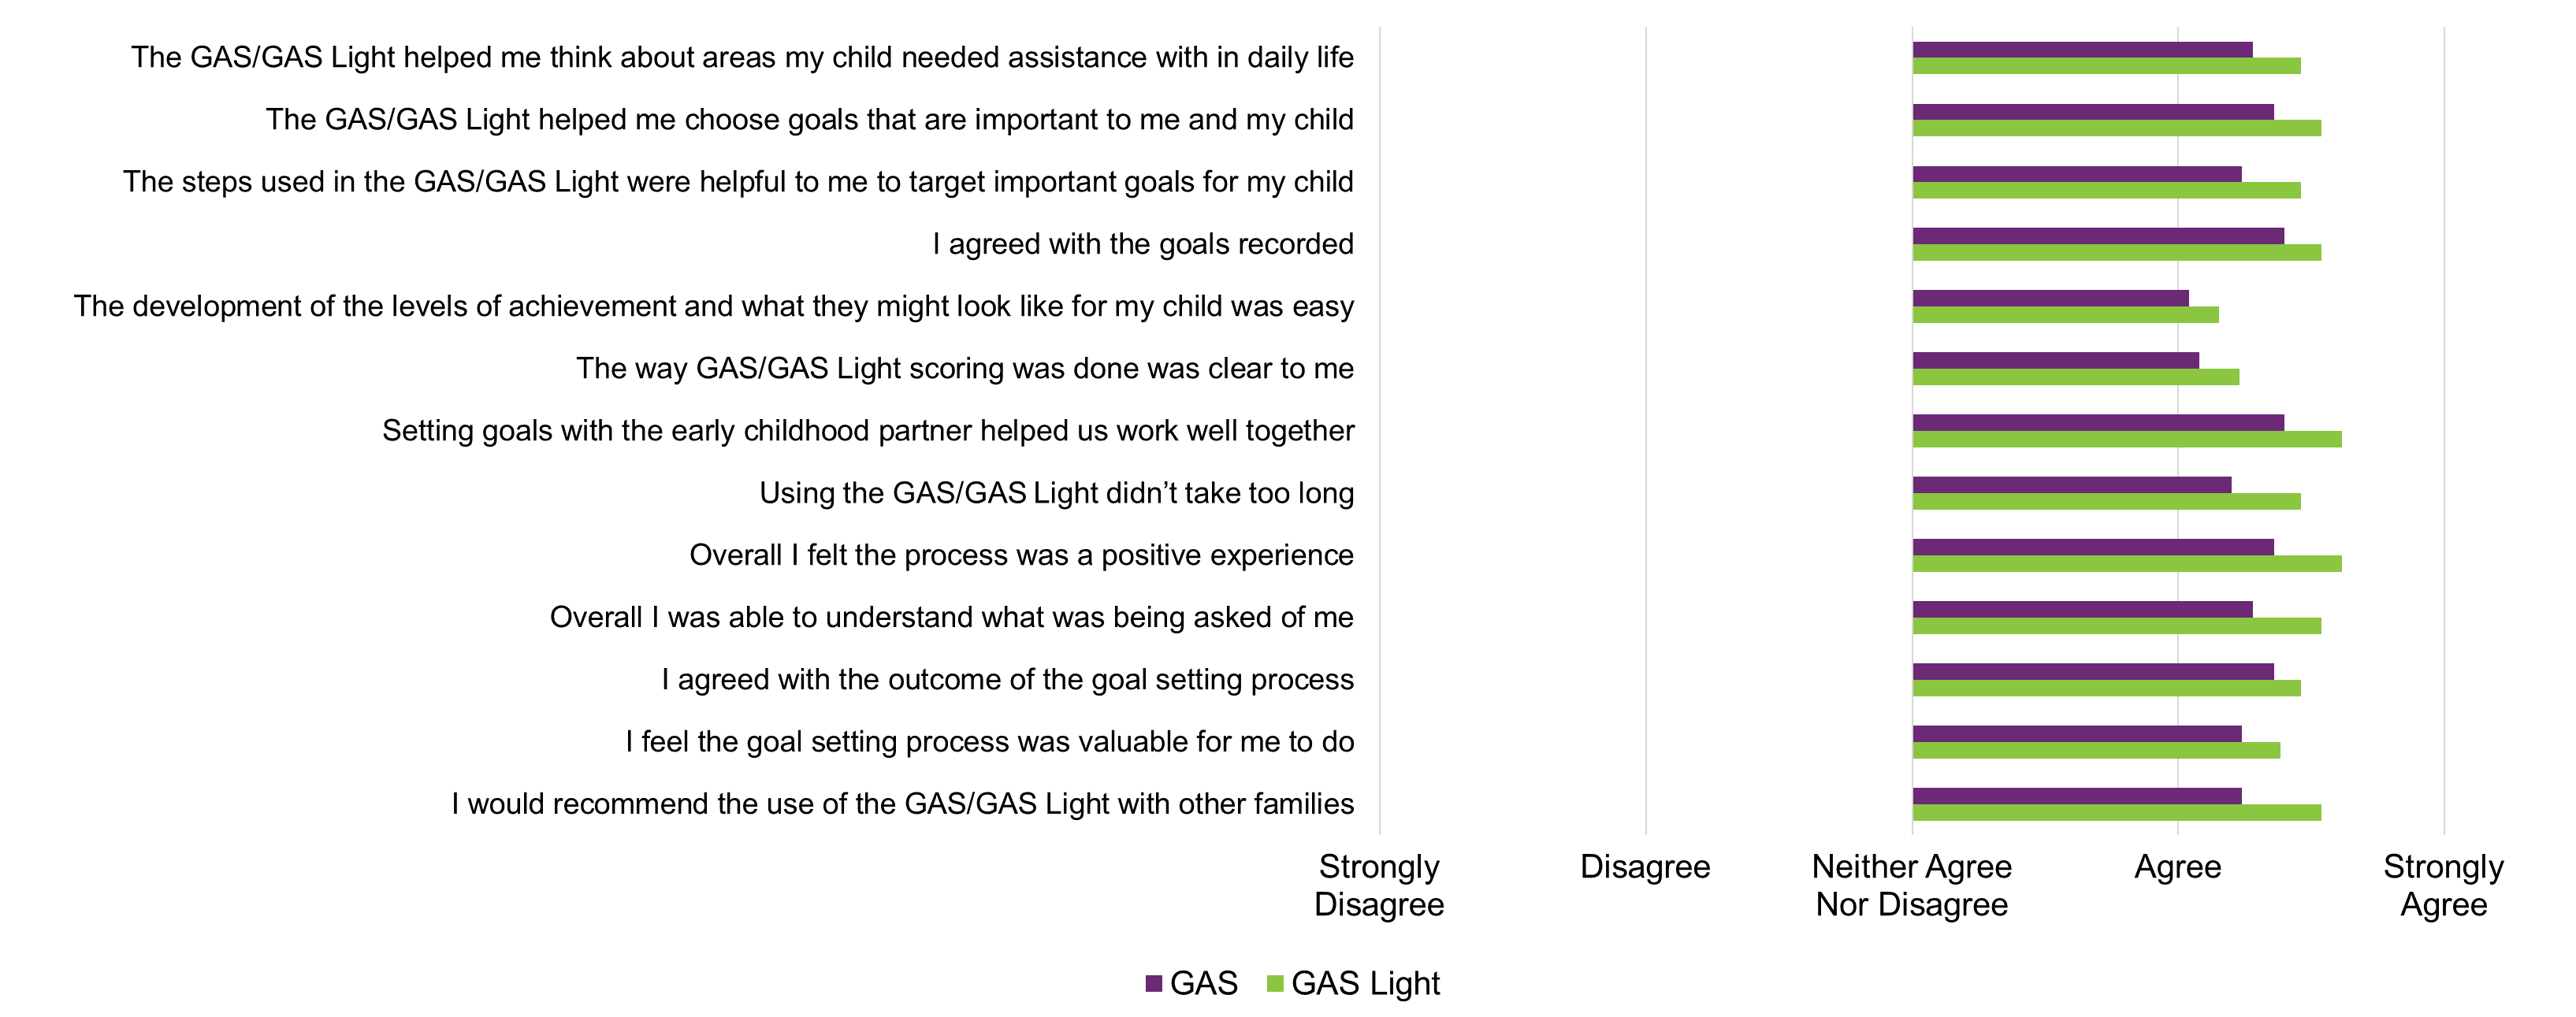 The GAS/GAS Light helped me think about areas my child needed assistance with in daily life
The GAS/GAS Light helped me choose goals that are important to me and my child
The steps used in the GAS/GAS Light were helpful to me to target important goals for my child
I agreed with the goals recorded
The development of the levels of achievement and what they might look like for my child was easy
The way GAS/GAS Light scoring was done was clear to me
Setting goals with the early childhood partner helped us work well together
Using the GAS/GAS Light didn’t take too long
Overall I felt the process was a positive experience
Overall I was able to understand what was being asked of me
I agreed with the outcome of the goal setting process
I feel the goal setting process was valuable for me to do
I would recommend the use of the GAS/GAS Light with other families
Strongly
Disagree
Disagree
Neither Agree
Nor Disagree
Agree
Strongly
Agree
GAS
GAS Light